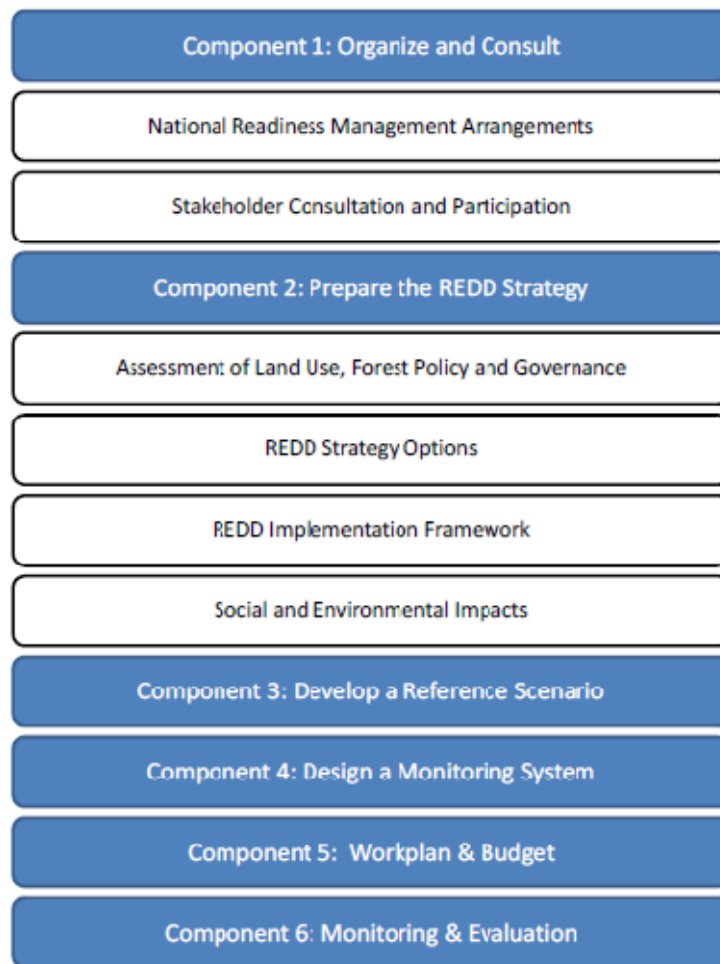 Component 1: Organize and Consult
National Readiness Management Arrangements
Stakeholder Consultation and Participation
Component 2: Prepare the REDD Strategy
Assessment of Land Use, Forest Policy and Governance
REDD Strategy Options
REDD Implementation Framework
Social and Environmental Impacts
Component 3: Develop a Reference Scenario
Component 4: Design a Monitoring System
Component 5: Workplan & Budget
Component 6: Monitoring & Evaluation